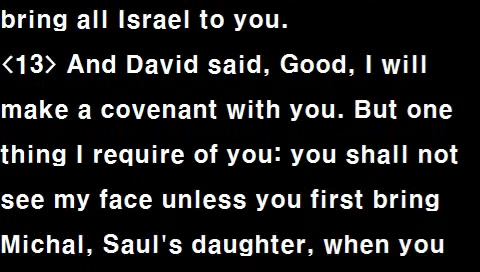 bring all Israel to you.
<13> And David said, Good, I will
make a covenant with you. But one
thing I require of you: you shall not
see my face unless you first bring
Michal, Saul's daughter, when you